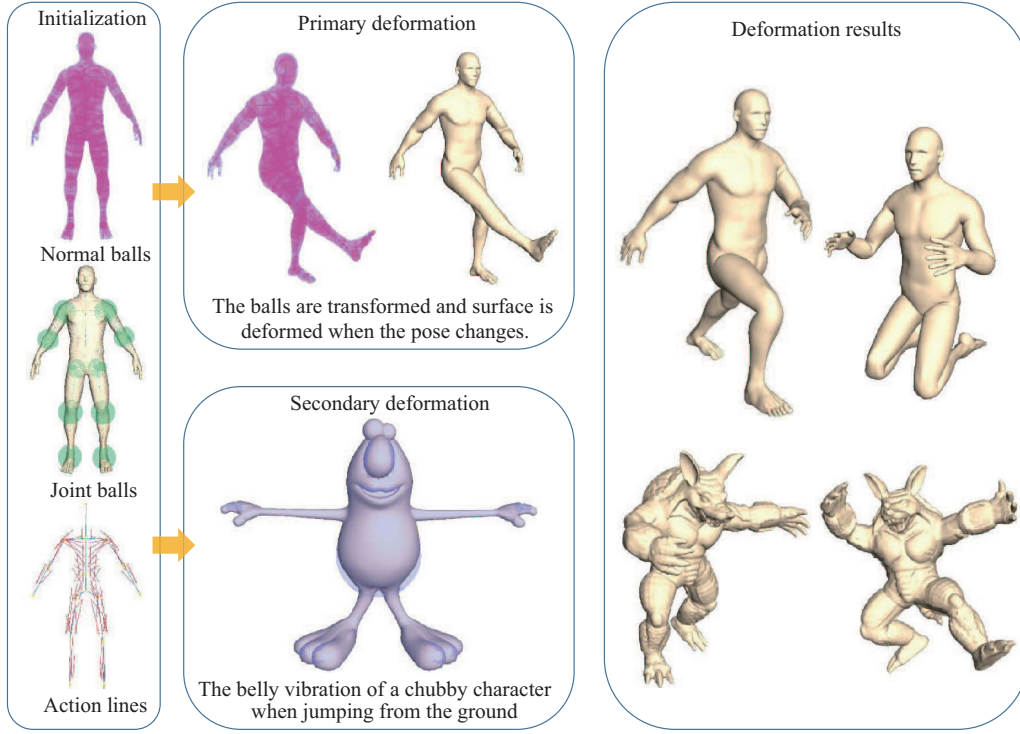 Initialization
Normal balls
Joint balls
Action lines
Primary deformation
The balls are transformed and surface is
deformed when the pose changes.
Secondary deformation
The belly vibration of a chubby character
when jumping from the ground
Deformation results